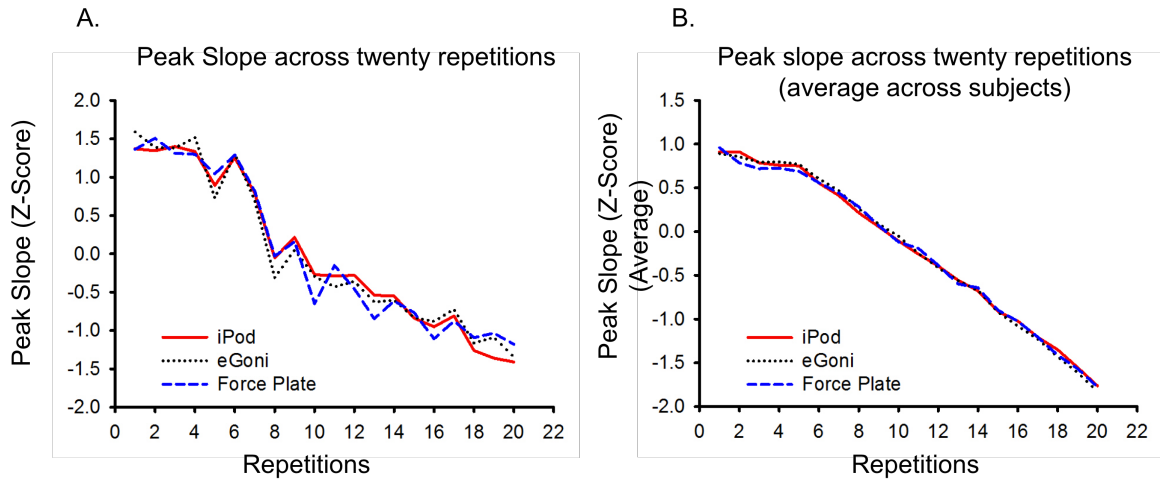 A.
Peak Slope across twenty repetitions
Peak Slope (Z-Score)
2.0
1.5
1.0
0.5
0.0
-0.5
-1.0
-1.5
-2.0
iPod
eGoni
Force Plate
0 2 4 6 8 10 12 14 16 18 20 22
Repetitions
B.
Peak slope across twenty repetitions
(average across subjects)
Peak Slope (Z-Score)
(Average)
1.5
1.0
0.5
0.0
-0.5
-1.0
-1.5
-2.0
iPod
eGoni
Force Plate
0 2 4 6 8 10 12 14 16 18 20 22
Repetitions